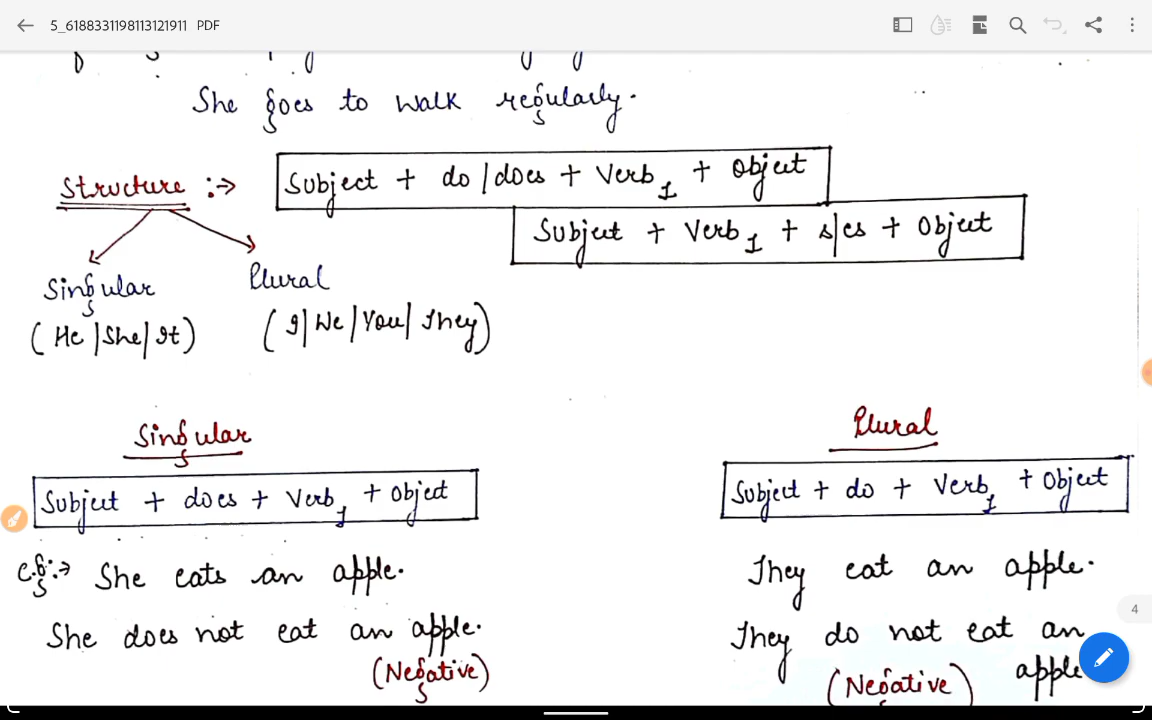 5_6188331198113121911 PDF
She goes to walk regularly.
Structure :→ Subject + do/does + Verb1 + Object
Subject + Verb1 + s/es + Object
Singular Plural
(He/She/It) (I/We/You/They)
Singular Plural
Subject + does + Verb1 + Object Subject + do + Verb1 + Object
e.g:→ She eats an apple. They eat an apple.
She does not eat an apple. They do not eat an
(Negative) (Negative) apple
4